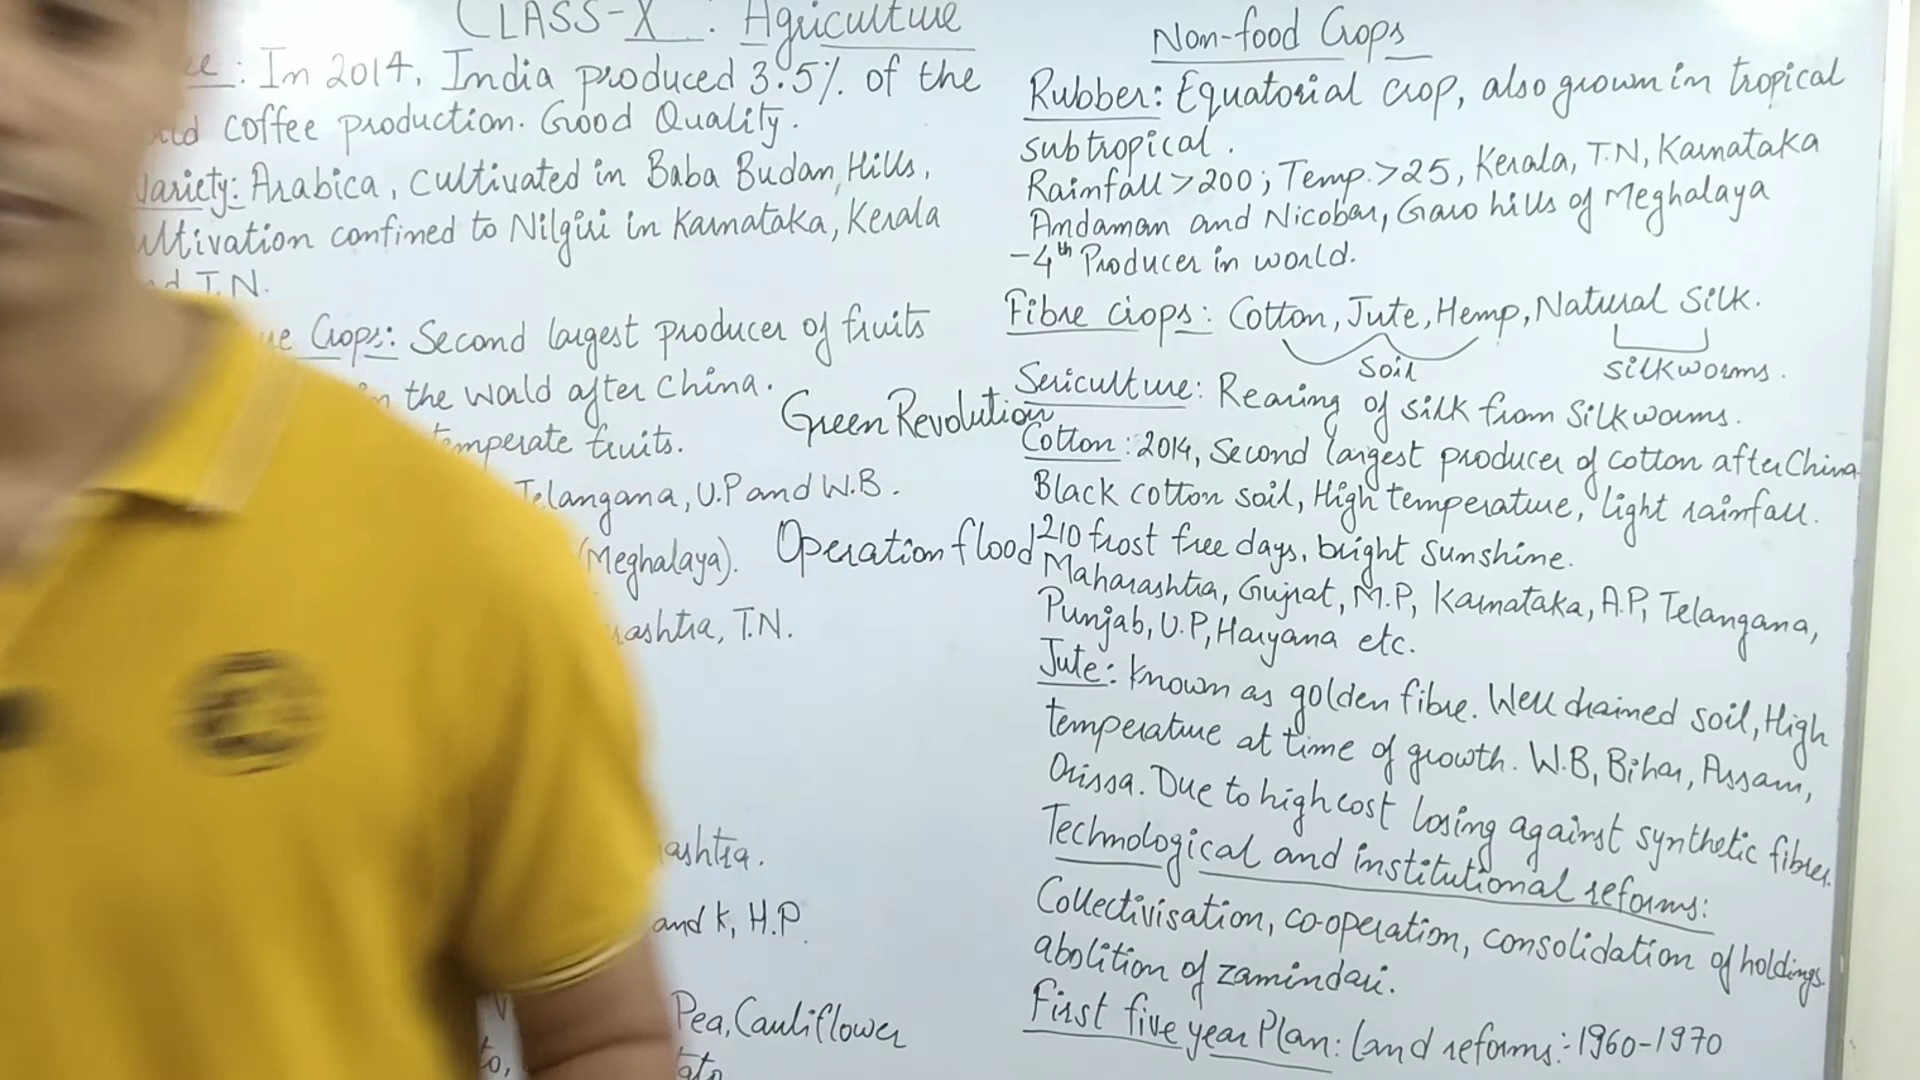 CLASS-X : Agriculture
: In 2014, India produced 3.5% of the
coffee production. Good Quality.
Variety: Arabica, cultivated in Baba Budan Hills,
confined to Nilgiri in Karnataka, Kerala
T.N.
Crops: Second largest producer of fruits
in the world after China.
temperate fruits.
Telangana, U.P and W.B.
(Meghalaya).
T.N.
and K, H.P.
Pea, Cauliflower
Green Revolution
Operation flood
Non-food Crops
Rubber: Equatorial crop, also grown in tropical
subtropical.
Rainfall > 200; Temp. > 25, Kerala, T.N, Karnataka
Andaman and Nicobar, Garo hills of Meghalaya
- 4th Producer in world.
Fibre crops: Cotton, Jute, Hemp, Natural Silk.
Soil silkworms.
Sericulture: Rearing of silk from Silkworms.
Cotton: 2014, Second largest producer of cotton after China
Black cotton soil, High temperature, light rainfall.
210 frost free days, bright sunshine.
Maharashtra, Gujrat, M.P, Karnataka, A.P, Telangana,
Punjab, U.P, Haryana etc.
Jute: Known as golden fibre. Well drained soil, High
temperature at time of growth. W.B, Bihar, Assam,
Orissa. Due to high cost losing against synthetic fibres.
Technological and institutional reforms:
Collectivisation, co-operation, consolidation of holdings
abolition of zamindari.
First five year Plan: land reforms:- 1960-1970